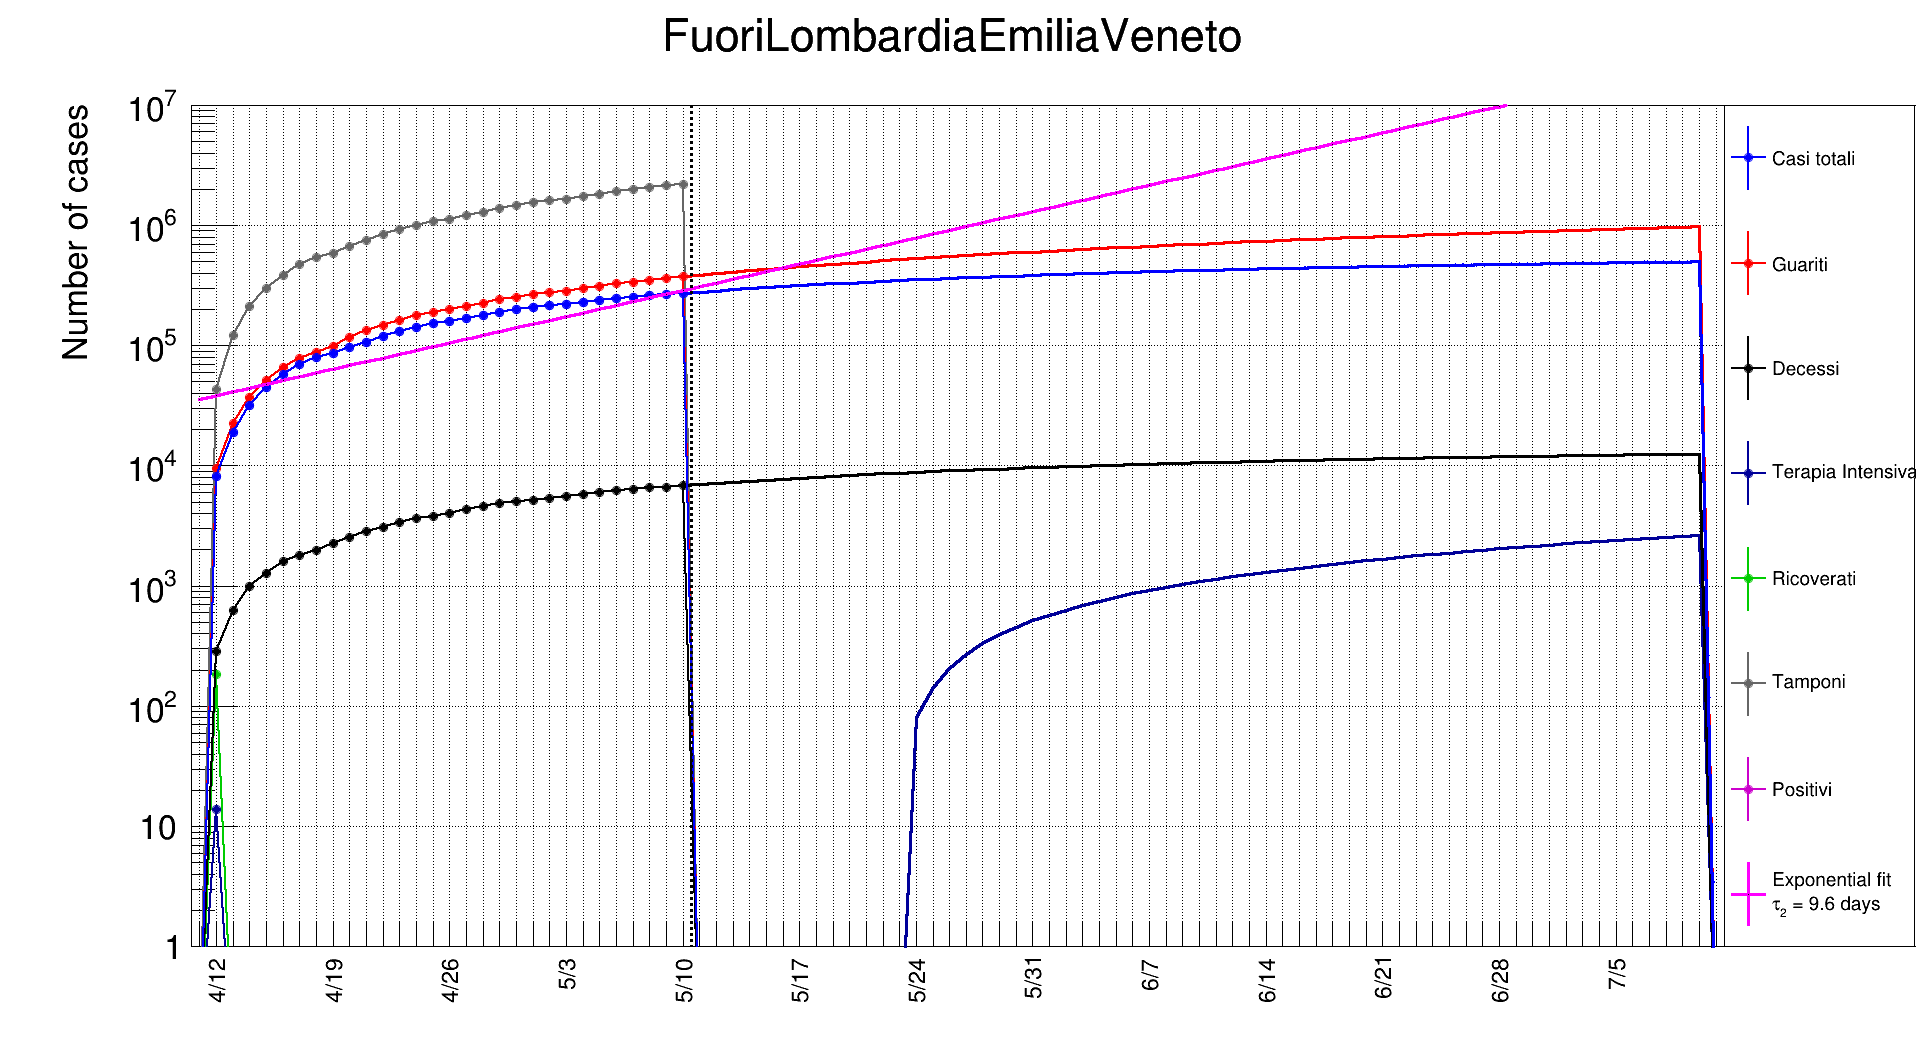 FuoriLombardiaEmiliaVeneto
Number of cases
10^7
10^6
10^5
10^4
10^3
10^2
10
1
4/12
4/19
4/26
5/3
5/10
5/17
5/24
5/31
6/7
6/14
6/21
6/28
7/5
Casi totali
Guariti
Decessi
Terapia Intensiva
Ricoverati
Tamponi
Positivi
Exponential fit
τ_2 = 9.6 days